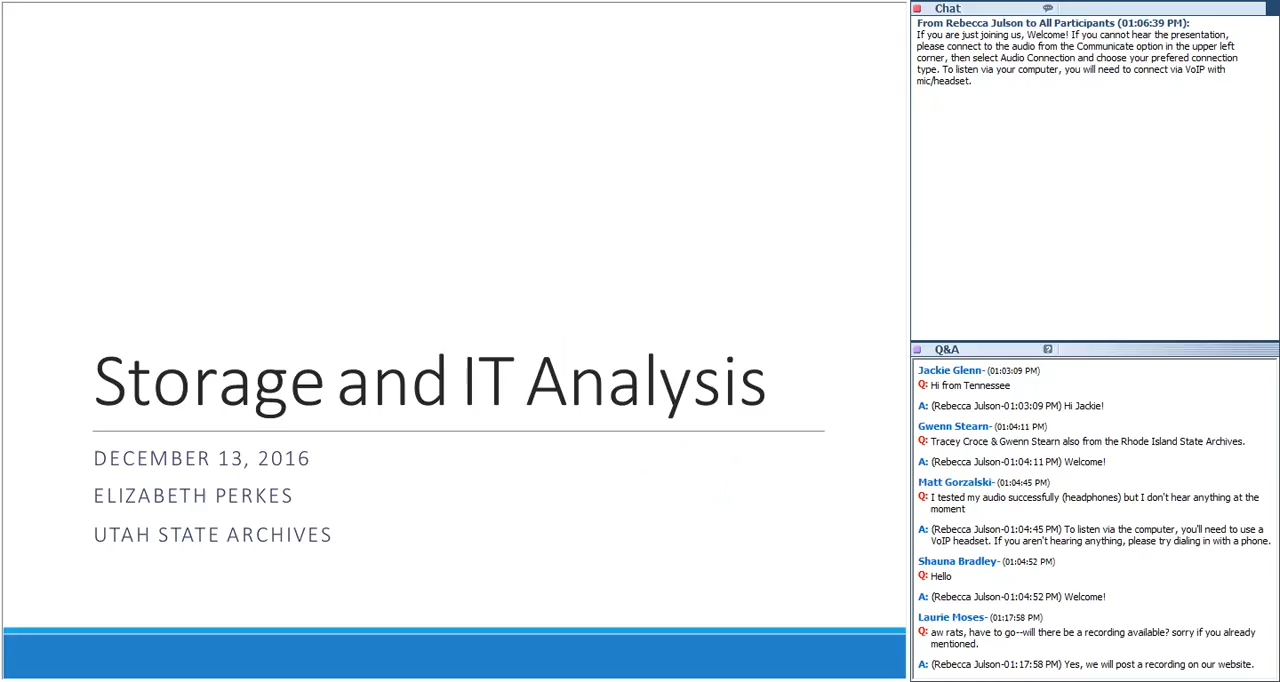 Storage and IT Analysis
DECEMBER 13, 2016
ELIZABETH PERKES
UTAH STATE ARCHIVES
Chat
From Rebecca Julson to All Participants (01:06:39 PM):
If you are just joining us, Welcome! If you cannot hear the presentation,
please connect to the audio from the Communicate option in the upper left
corner, then select Audio Connection and choose your prefered connection
type. To listen via your computer, you will need to connect via VoIP with
mic/headset.
Q&A
Jackie Glenn- (01:03:09 PM)
Q: Hi from Tennessee
A: (Rebecca Julson-01:03:09 PM) Hi Jackie!
Gwenn Stearn- (01:04:11 PM)
Q: Tracey Croce & Gwenn Stearn also from the Rhode Island State Archives.
A: (Rebecca Julson-01:04:11 PM) Welcome!
Matt Gorzalski- (01:04:45 PM)
Q: I tested my audio successfully (headphones) but I don't hear anything at the
moment
A: (Rebecca Julson-01:04:45 PM) To listen via the computer, you'll need to use a
VoIP headset. If you aren't hearing anything, please try dialing in with a phone.
Shauna Bradley- (01:04:52 PM)
Q: Hello
A: (Rebecca Julson-01:04:52 PM) Welcome!
Laurie Moses- (01:17:58 PM)
Q: aw rats, have to go--will there be a recording available? sorry if you already
mentioned.
A: (Rebecca Julson-01:17:58 PM) Yes, we will post a recording on our website.